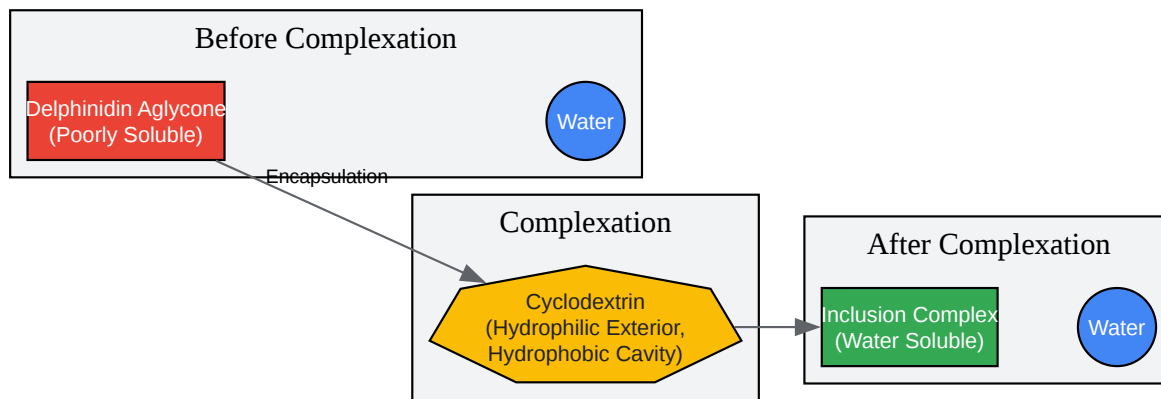 Before Complexation
Delphinidin Aglycone
(Poorly Soluble)
Water
Encapsulation
Complexation
Cyclodextrin
(Hydrophilic Exterior,
Hydrophobic Cavity)
After Complexation
Inclusion Complex
(Water Soluble)
Water